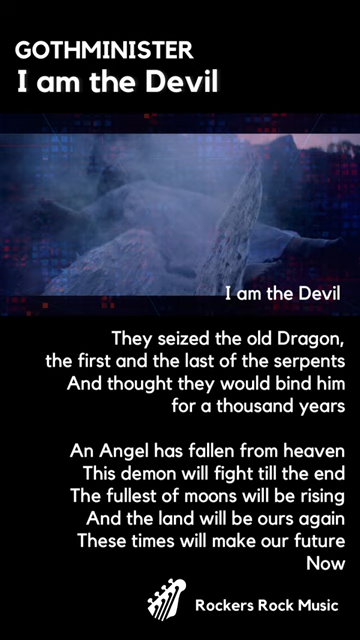 GOTHMINISTER
I am the Devil
I am the Devil
They seized the old Dragon,
the first and the last of the serpents
And thought they would bind him
for a thousand years
An Angel has fallen from heaven
This demon will fight till the end
The fullest of moons will be rising
And the land will be ours again
These times will make our future
Now
Rockers Rock Music